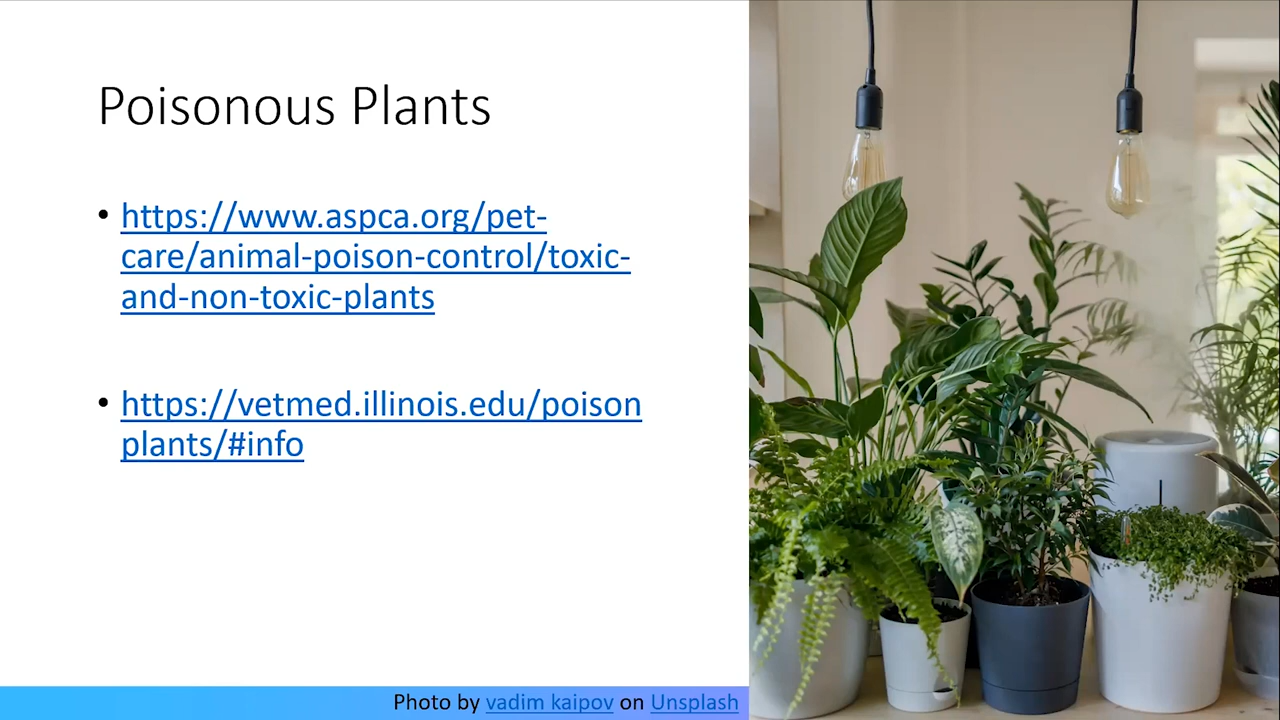 Poisonous Plants
• https://www.aspca.org/pet-
care/animal-poison-control/toxic-
and-non-toxic-plants
• https://vetmed.illinois.edu/poison
plants/#info
Photo by vadim kaipov on Unsplash